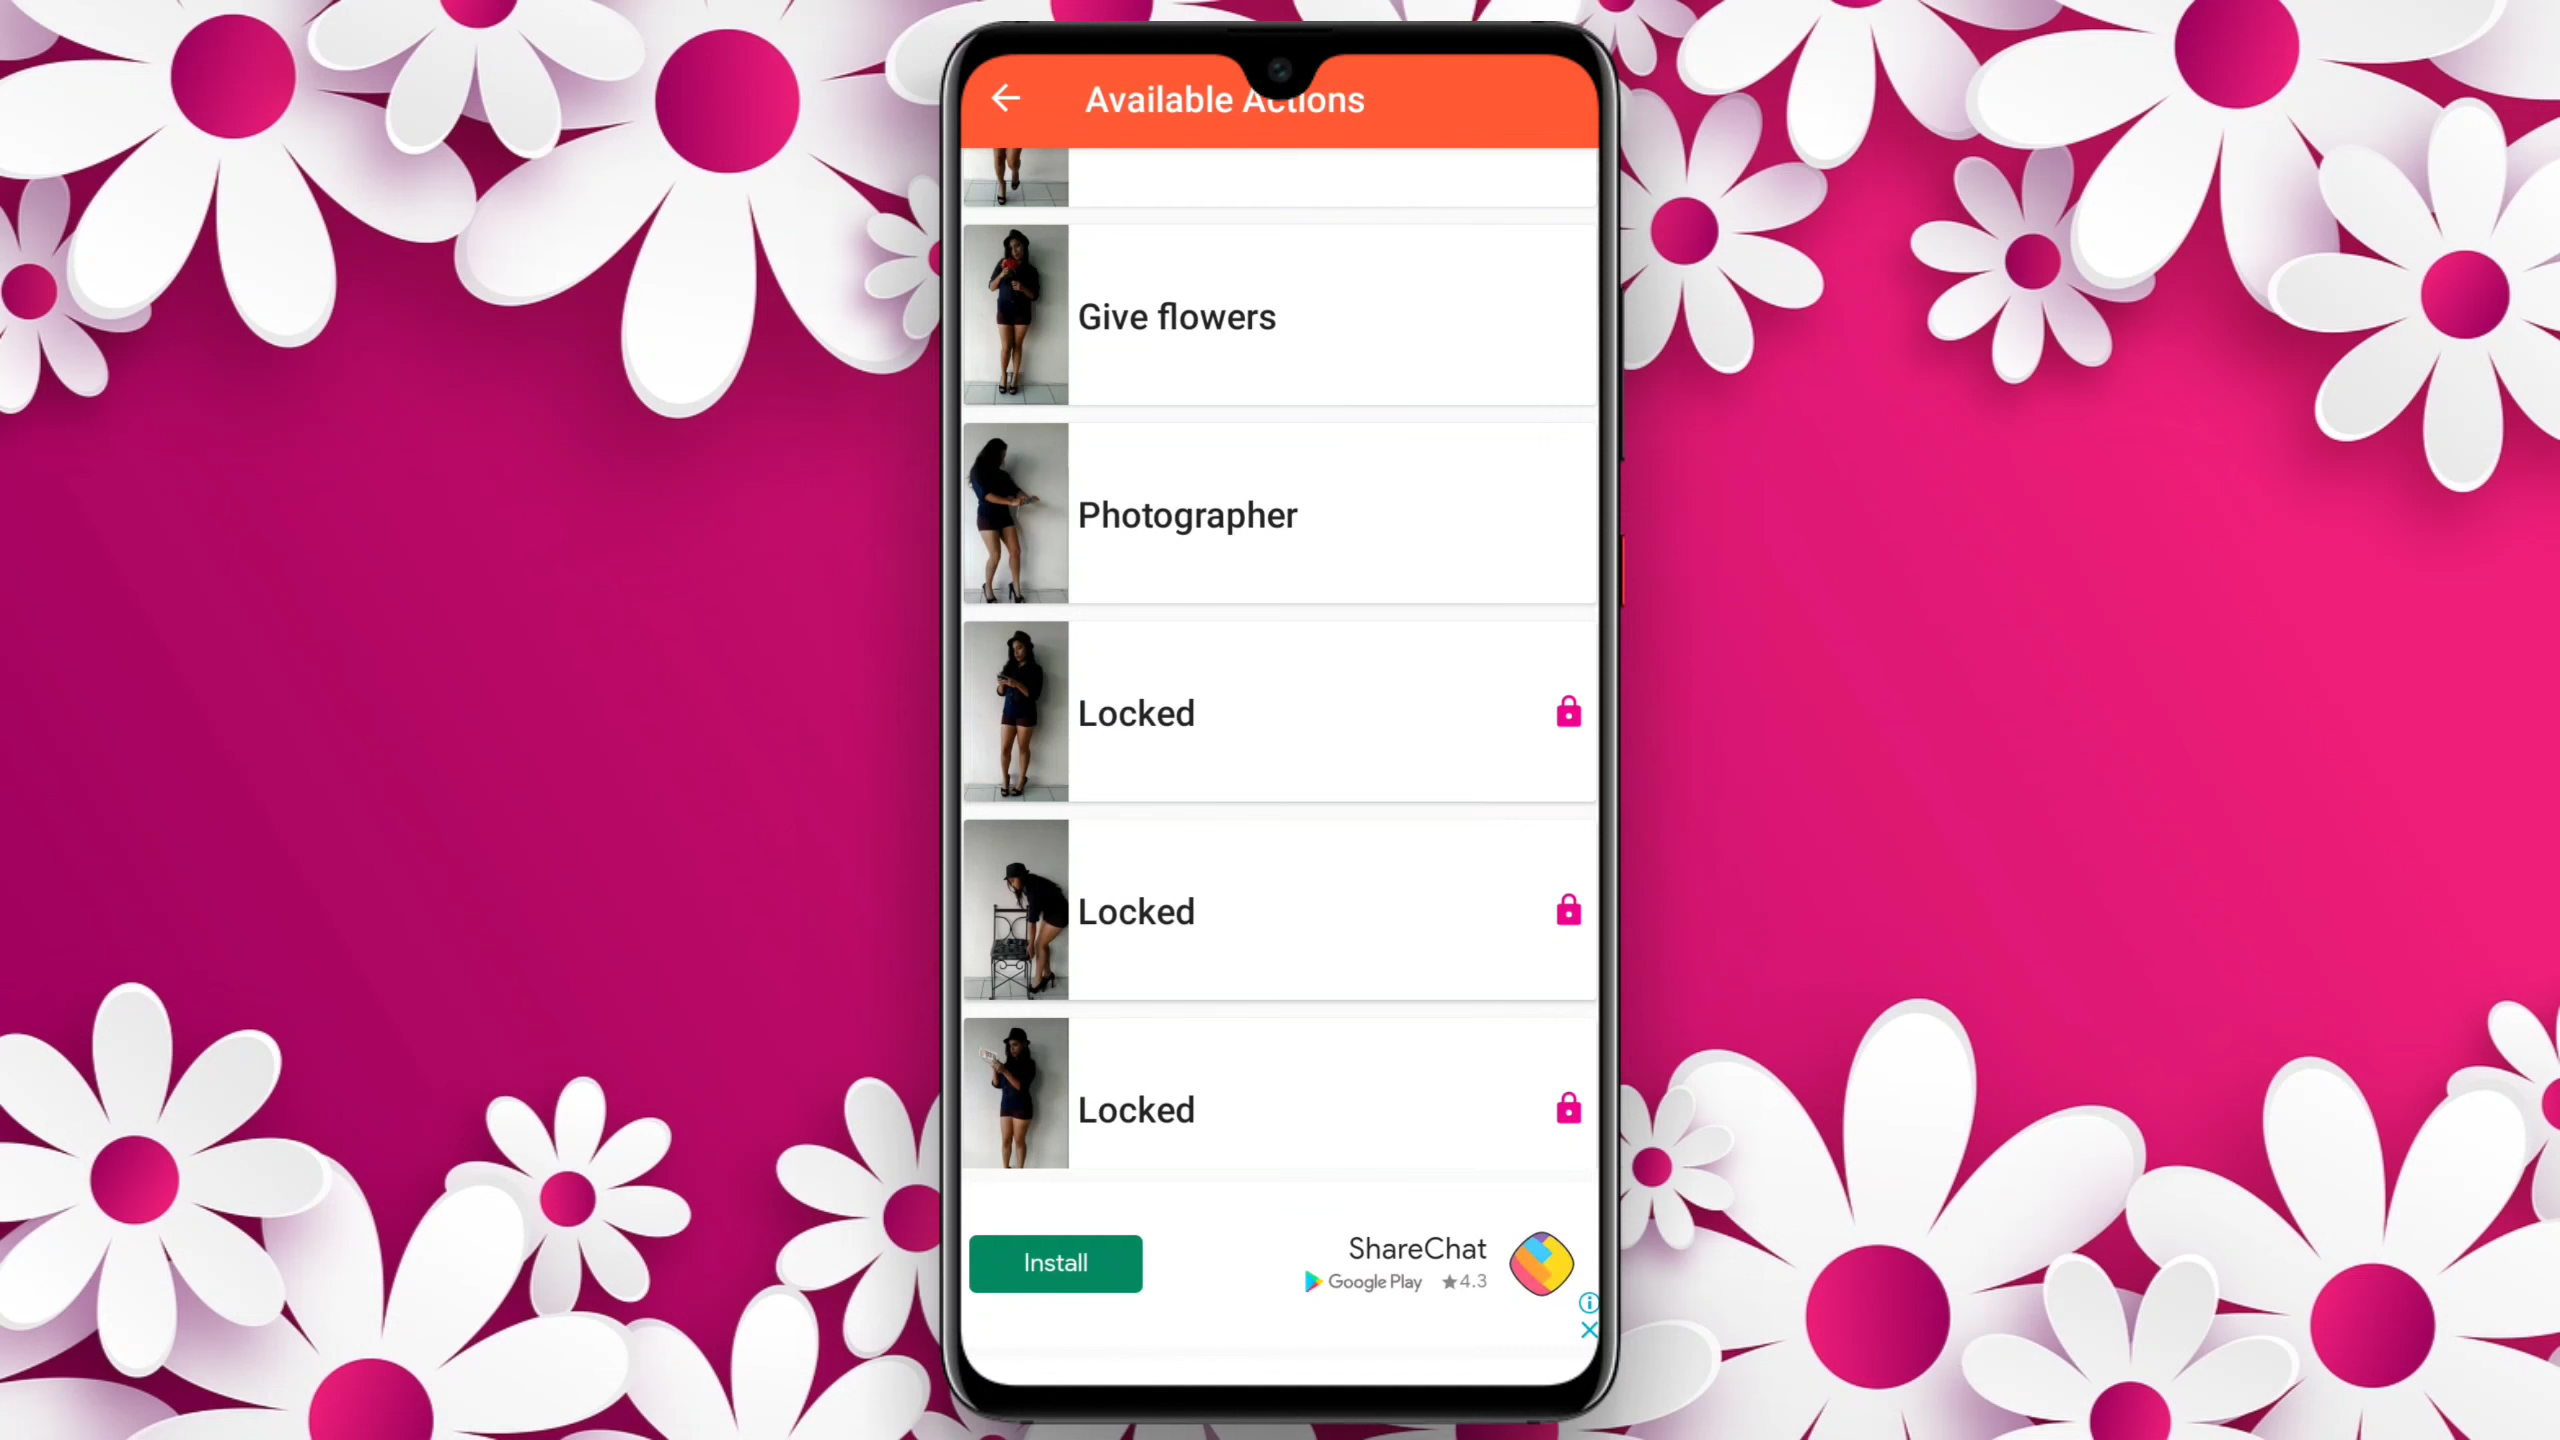 Available Actions
Give flowers
Photographer
Locked
Locked
Locked
Install
ShareChat
Google Play ★4.3